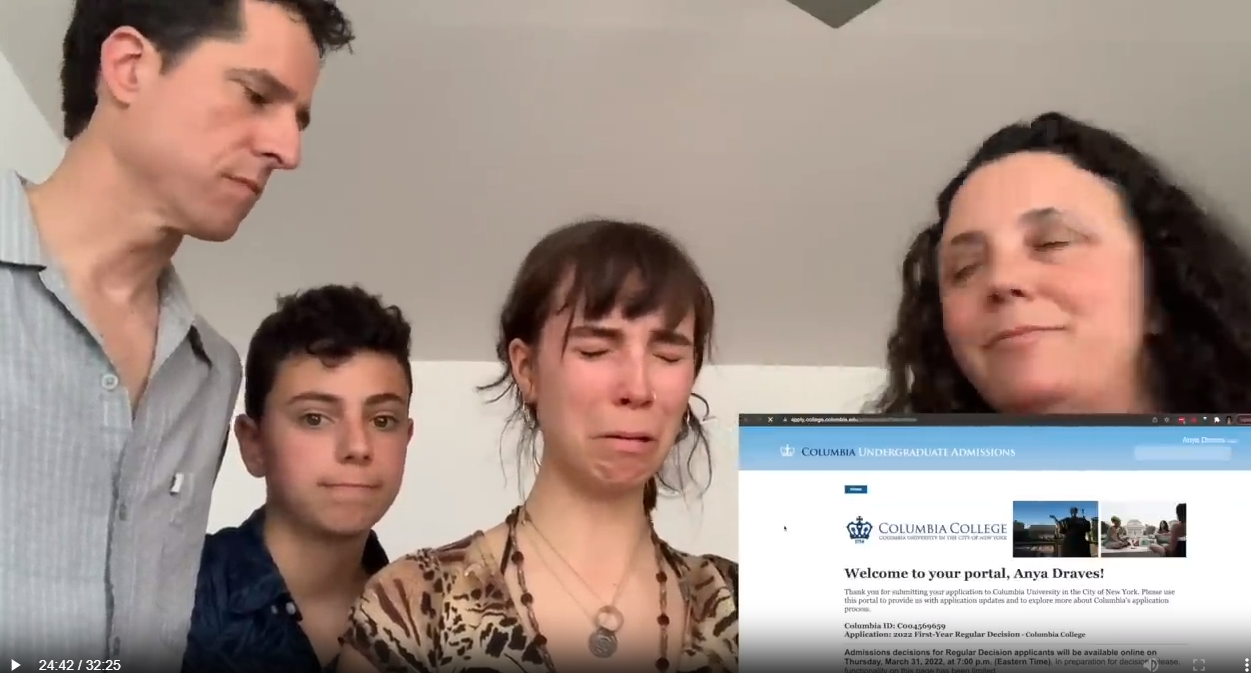 apply.college.columbia.edu
Anya Draves
COLUMBIA UNDERGRADUATE ADMISSIONS
COLUMBIA COLLEGE
COLUMBIA UNIVERSITY IN THE CITY OF NEW YORK
Welcome to your portal, Anya Draves!
Thank you for submitting your application to Columbia University in the City of New York. Please use
this portal to provide us with application updates and to explore more about Columbia's application
process.
Columbia ID: C004569659
Application: 2022 First-Year Regular Decision - Columbia College
Admissions decisions for Regular Decision applicants will be available online on
Thursday, March 31, 2022, at 7:00 p.m. (Eastern Time). In preparation for decision release,
functionality on this page has been limited.
24:42 / 32:25